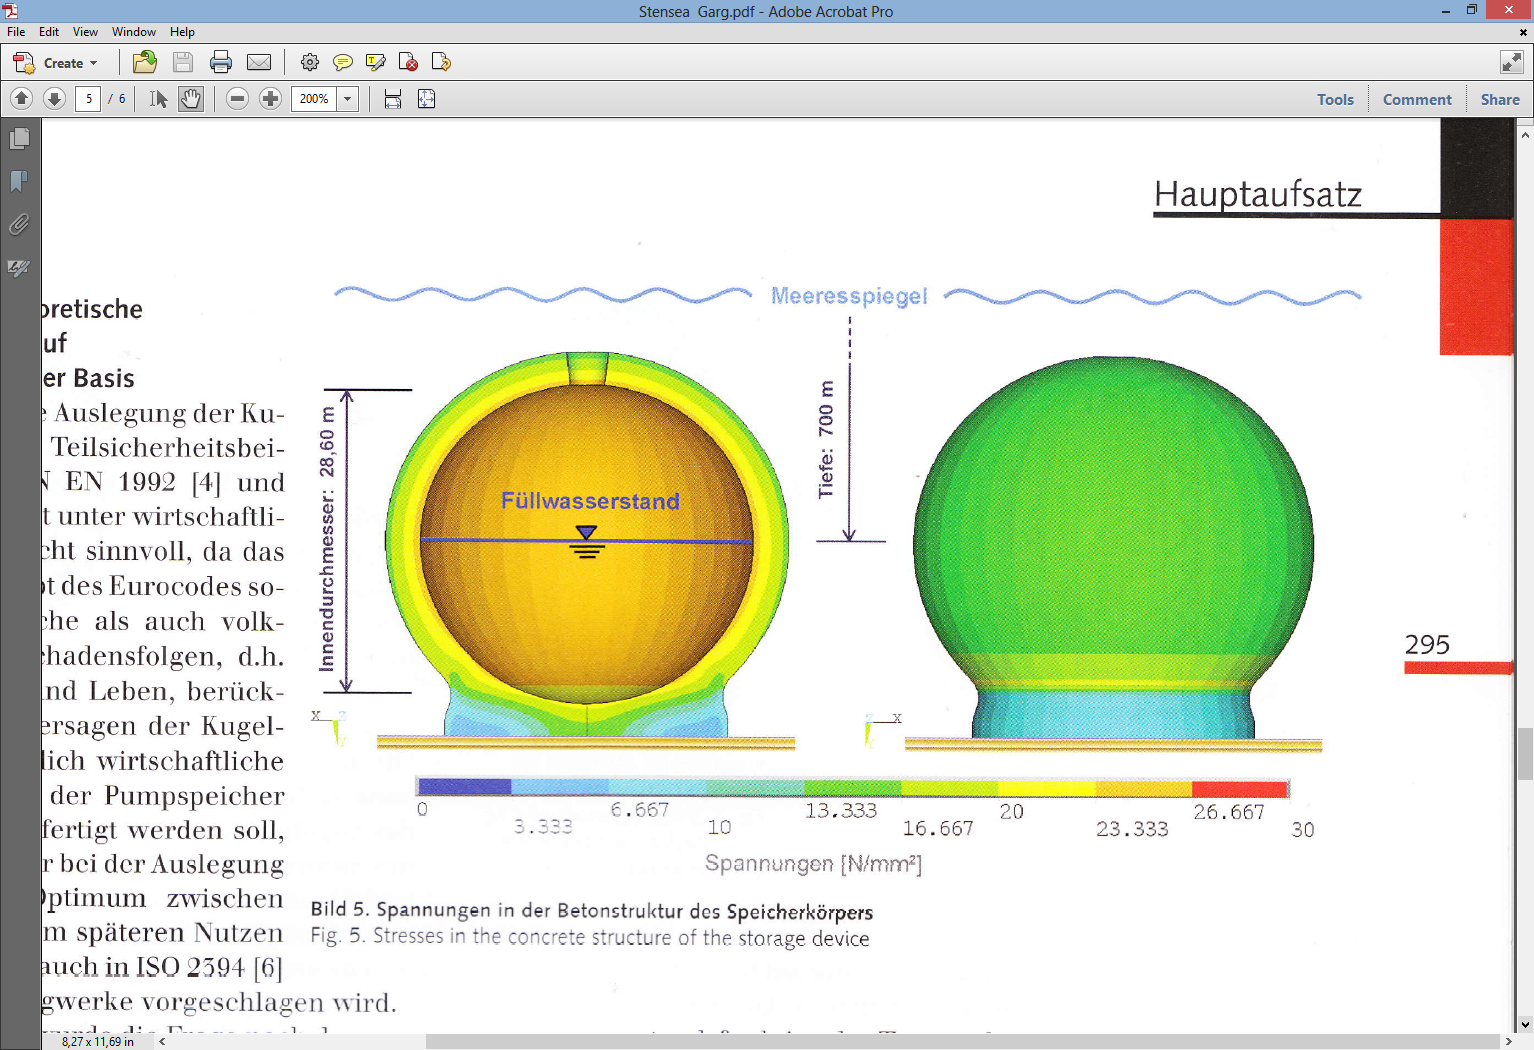 Stensea Garg.pdf - Adobe Acrobat Pro
File Edit View Window Help
Create
5 / 6 200% Tools Comment Share
Hauptaufsatz
Meeresspiegel
oretische
uf
er Basis
e Auslegung der Ku-
Teilsicherheitsbei-
N EN 1992 [4] und
t unter wirtschaftli-
cht sinnvoll, da das
pt des Eurocodes so-
che als auch volk-
chadensfolgen, d.h.
nd Leben, berück-
ersagen der Kugel-
lich wirtschaftliche
der Pumpspeicher
fertigt werden soll,
r bei der Auslegung
Optimum zwischen
m späteren Nutzen
auch in ISO 2394 [6]
gwerke vorgeschlagen wird.
Innendurchmesser: 28,60 m
Füllwasserstand
Tiefe: 700 m
X Z
Y
Z X
Y
295
0 3.333 6.667 10 13.333 16.667 20 23.333 26.667 30
Spannungen [N/mm²]
Bild 5. Spannungen in der Betonstruktur des Speicherkörpers
Fig. 5. Stresses in the concrete structure of the storage device
8,27 x 11,69 in